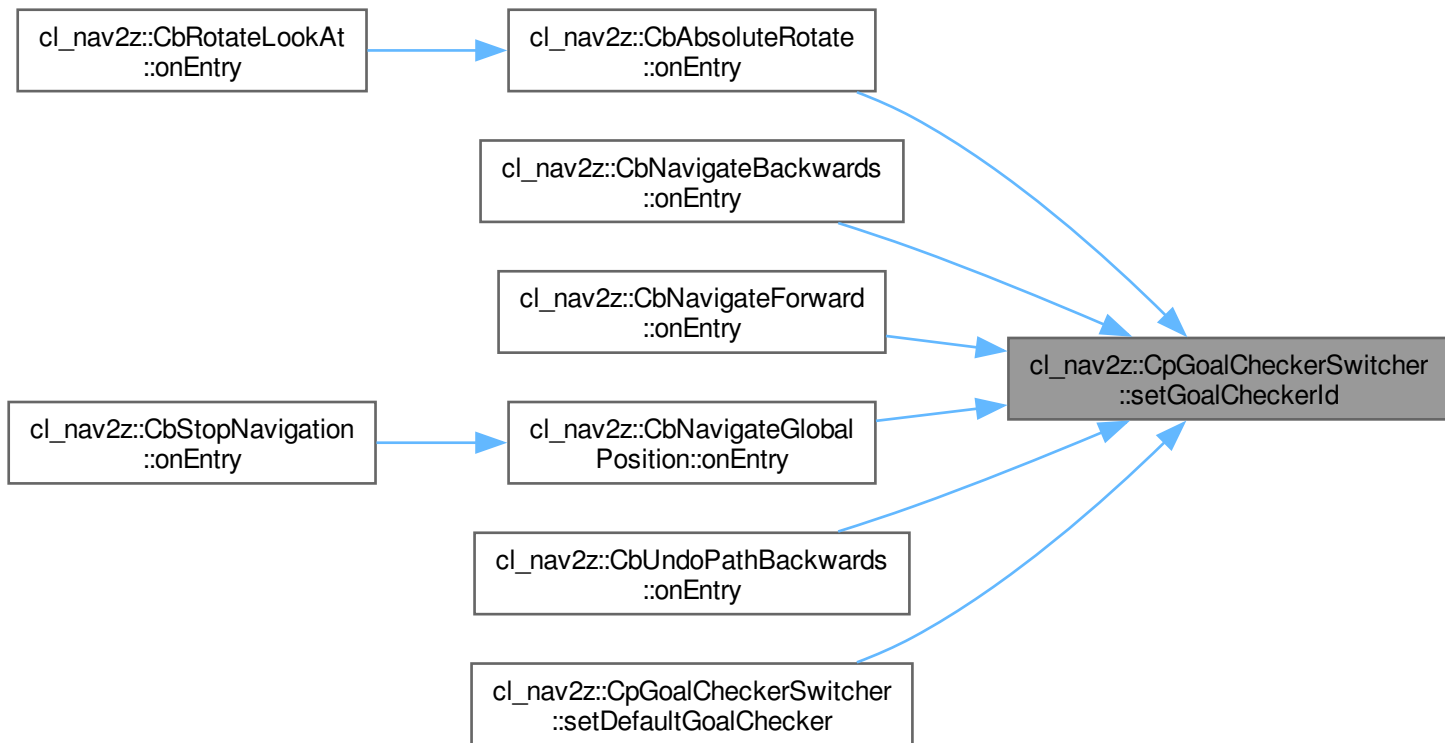 cl_nav2z::CbRotateLookAt
::onEntry
cl_nav2z::CbAbsoluteRotate
::onEntry
cl_nav2z::CbNavigateBackwards
::onEntry
cl_nav2z::CbNavigateForward
::onEntry
cl_nav2z::CpGoalCheckerSwitcher
::setGoalCheckerId
cl_nav2z::CbStopNavigation
::onEntry
cl_nav2z::CbNavigateGlobal
Position::onEntry
cl_nav2z::CbUndoPathBackwards
::onEntry
cl_nav2z::CpGoalCheckerSwitcher
::setDefaultGoalChecker